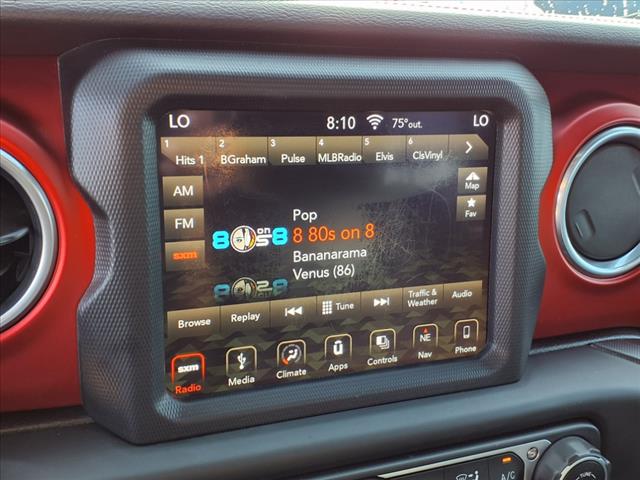 LO 8:10 75°out. LO
1 Hits 1 2 BGraham 3 Pulse 4 MLBRadio 5 Elvis 6 ClsVinyl
AM
FM
sxm
Map
Fav
8 on 8
Pop
8 80s on 8
Bananarama
Venus (86)
Browse Replay Tune Traffic & Weather Audio
sxm Radio Media Climate Apps Controls NE Nav Phone
A/C
TUNE